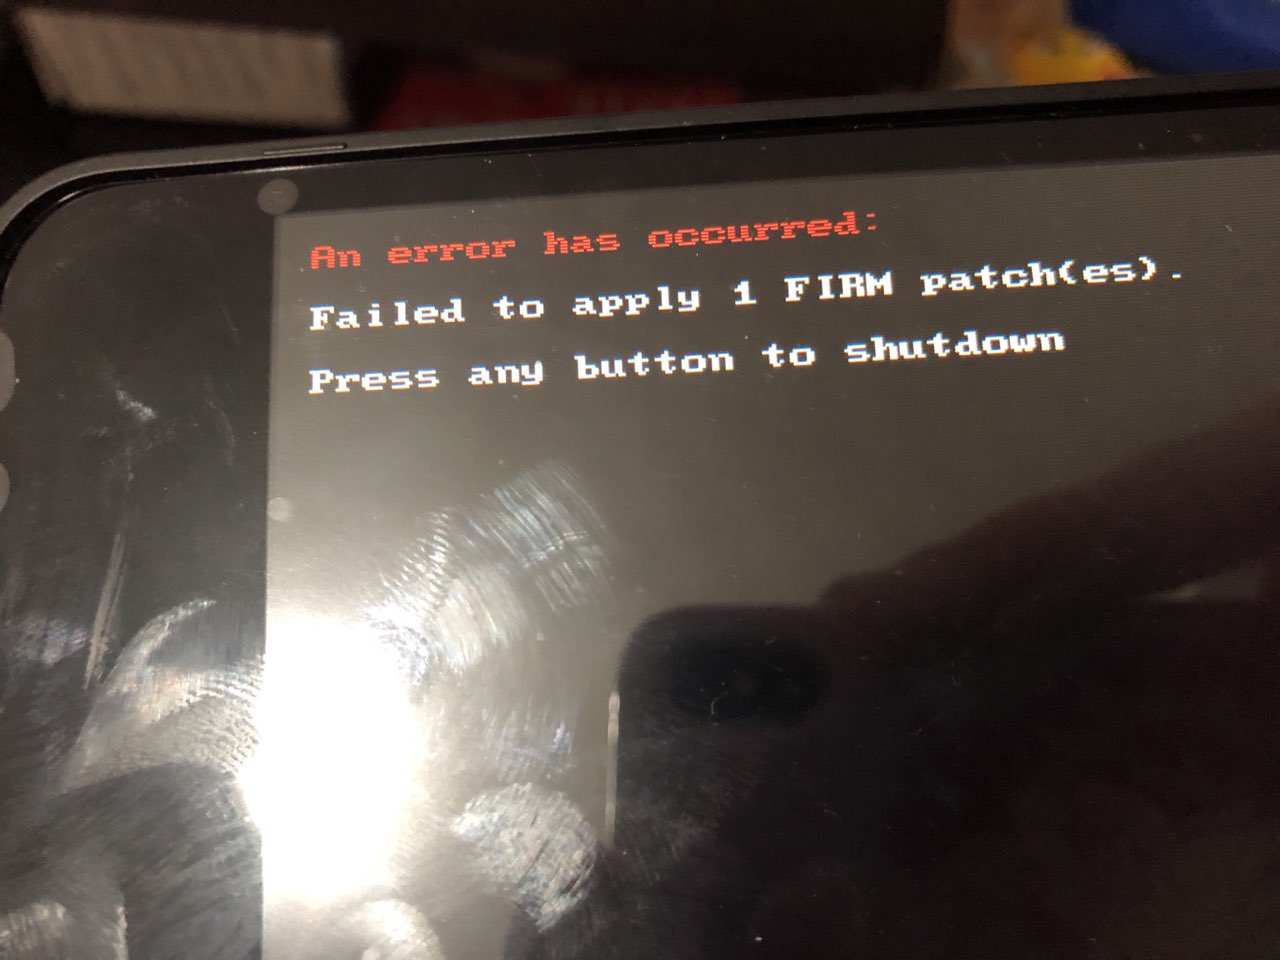 An error has occurred:
Failed to apply 1 FIRM patch(es).
Press any button to shutdown